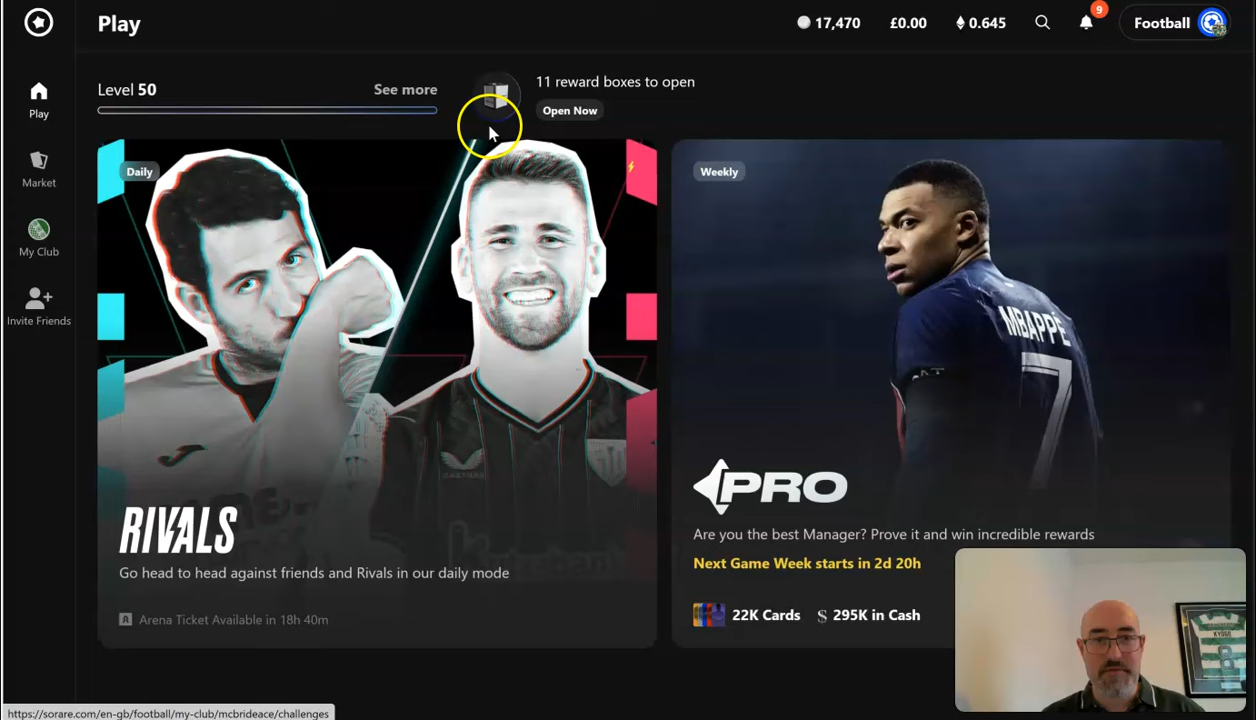 Play
17,470
£0.00
0.645
9
Football
Level 50
See more
11 reward boxes to open
Open Now
Play
Market
My Club
Invite Friends
Daily
RIVALS
Go head to head against friends and Rivals in our daily mode
A Arena Ticket Available in 18h 40m
Weekly
MBAPPÉ
7
PRO
Are you the best Manager? Prove it and win incredible rewards
Next Game Week starts in 2d 20h
22K Cards
$ 295K in Cash
KYOGO
8
https://sorare.com/en-gb/football/my-club/mcbrideace/challenges